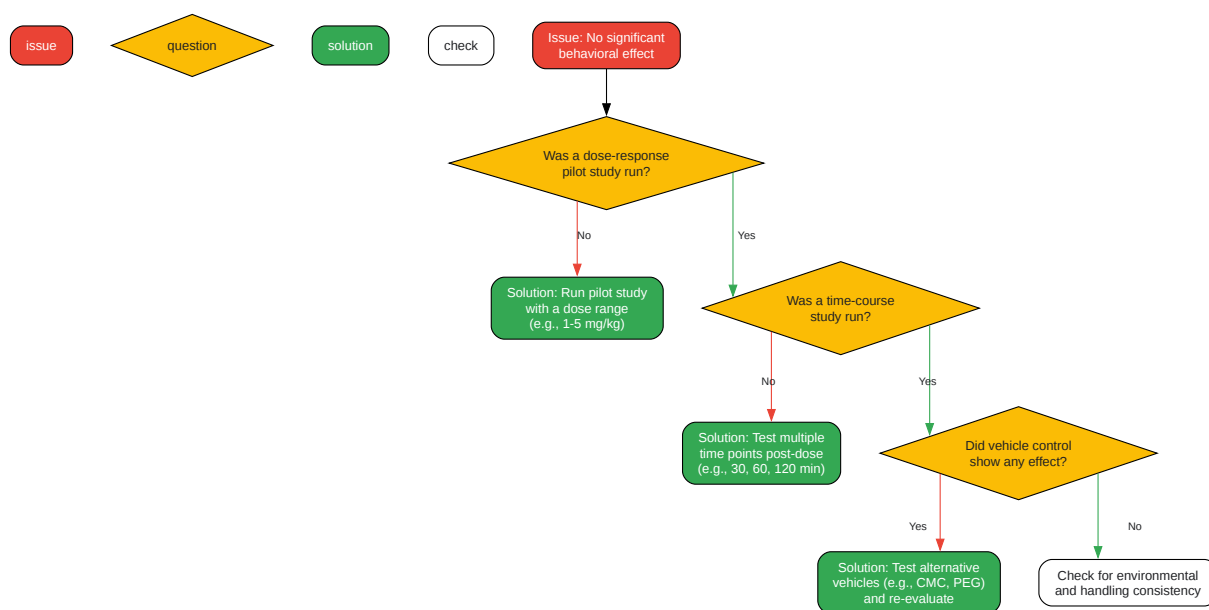 issue
question
solution
check
Issue: No significant
behavioral effect
Was a dose-response
pilot study run?
No
Yes
Solution: Run pilot study
with a dose range
(e.g., 1-5 mg/kg)
Was a time-course
study run?
No
Yes
Solution: Test multiple
time points post-dose
(e.g., 30, 60, 120 min)
Did vehicle control
show any effect?
Yes
No
Solution: Test alternative
vehicles (e.g., CMC, PEG)
and re-evaluate
Check for environmental
and handling consistency